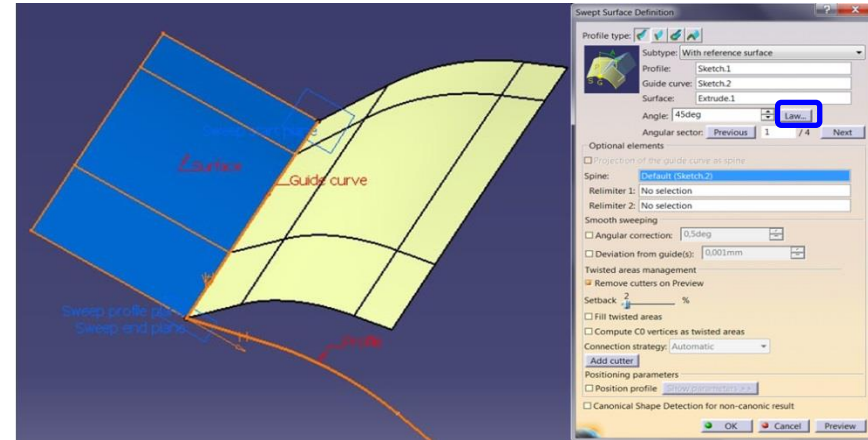 Sweep start plane
Surface
Guide curve
Sweep profile plane
Sweep end plane
H
Profile
Swept Surface Definition
Profile type:
Subtype: With reference surface
Profile: Sketch.1
Guide curve: Sketch.2
Surface: Extrude.1
Angle: 45deg Law...
Angular sector: Previous 1 / 4 Next
Optional elements
Projection of the guide curve as spine
Spine: Default (Sketch.2)
Relimiter 1: No selection
Relimiter 2: No selection
Smooth sweeping
Angular correction: 0,5deg
Deviation from guide(s): 0,001mm
Twisted areas management
Remove cutters on Preview
Setback 2 %
Fill twisted areas
Compute C0 vertices as twisted areas
Connection strategy: Automatic
Add cutter
Positioning parameters
Position profile Show parameters >>
Canonical Shape Detection for non-canonic result
OK Cancel Preview